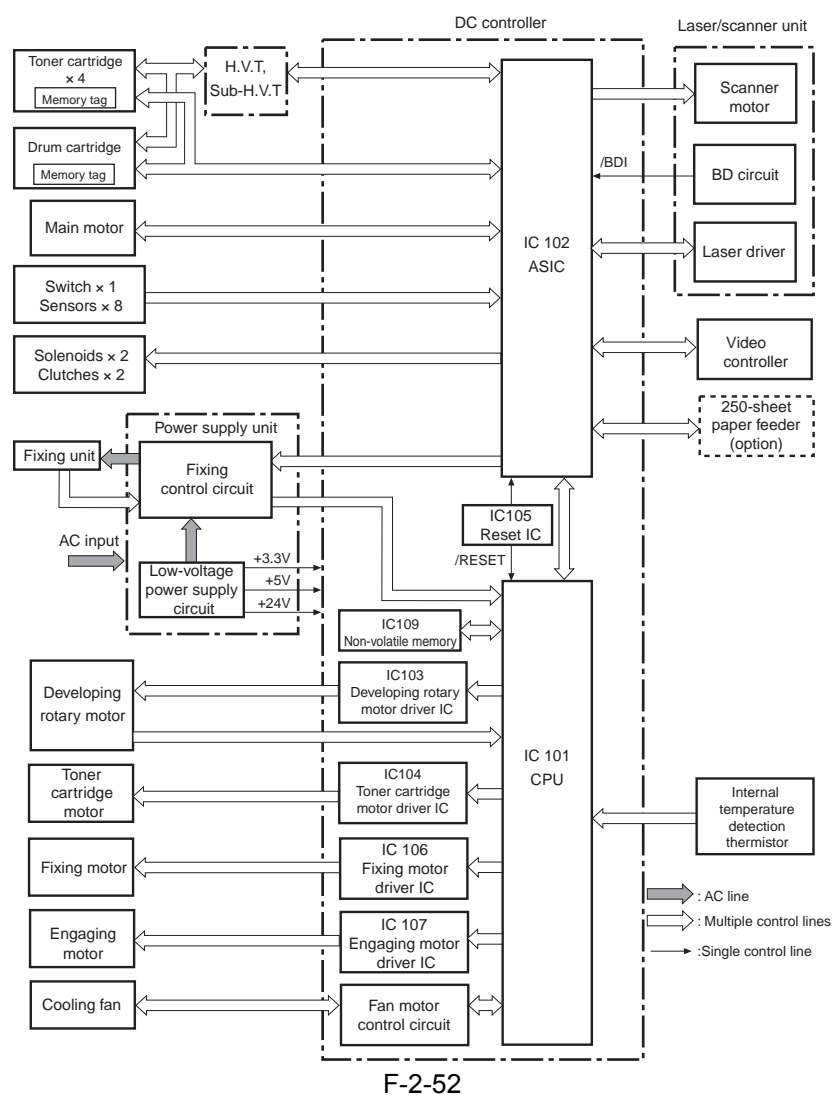 DC controller
Laser/scanner unit
Toner cartridge
× 4
Memory tag
H.V.T,
Sub-H.V.T
Scanner
motor
Drum cartridge
Memory tag
/BDI
BD circuit
Main motor
IC 102
ASIC
Laser driver
Switch × 1
Sensors × 8
Solenoids × 2
Clutches × 2
Video
controller
250-sheet
paper feeder
(option)
Power supply unit
Fixing unit
Fixing
control circuit
IC105
Reset IC
AC input
/RESET
Low-voltage
power supply
circuit
+3.3V
+5V
+24V
IC109
Non-volatile memory
Developing
rotary motor
IC103
Developing rotary
motor driver IC
IC 101
CPU
Toner
cartridge
motor
IC104
Toner cartridge
motor driver IC
Internal
temperature
detection
thermistor
Fixing motor
IC 106
Fixing motor
driver IC
: AC line
: Multiple control lines
:Single control line
Engaging
motor
IC 107
Engaging motor
driver IC
Cooling fan
Fan motor
control circuit
F-2-52